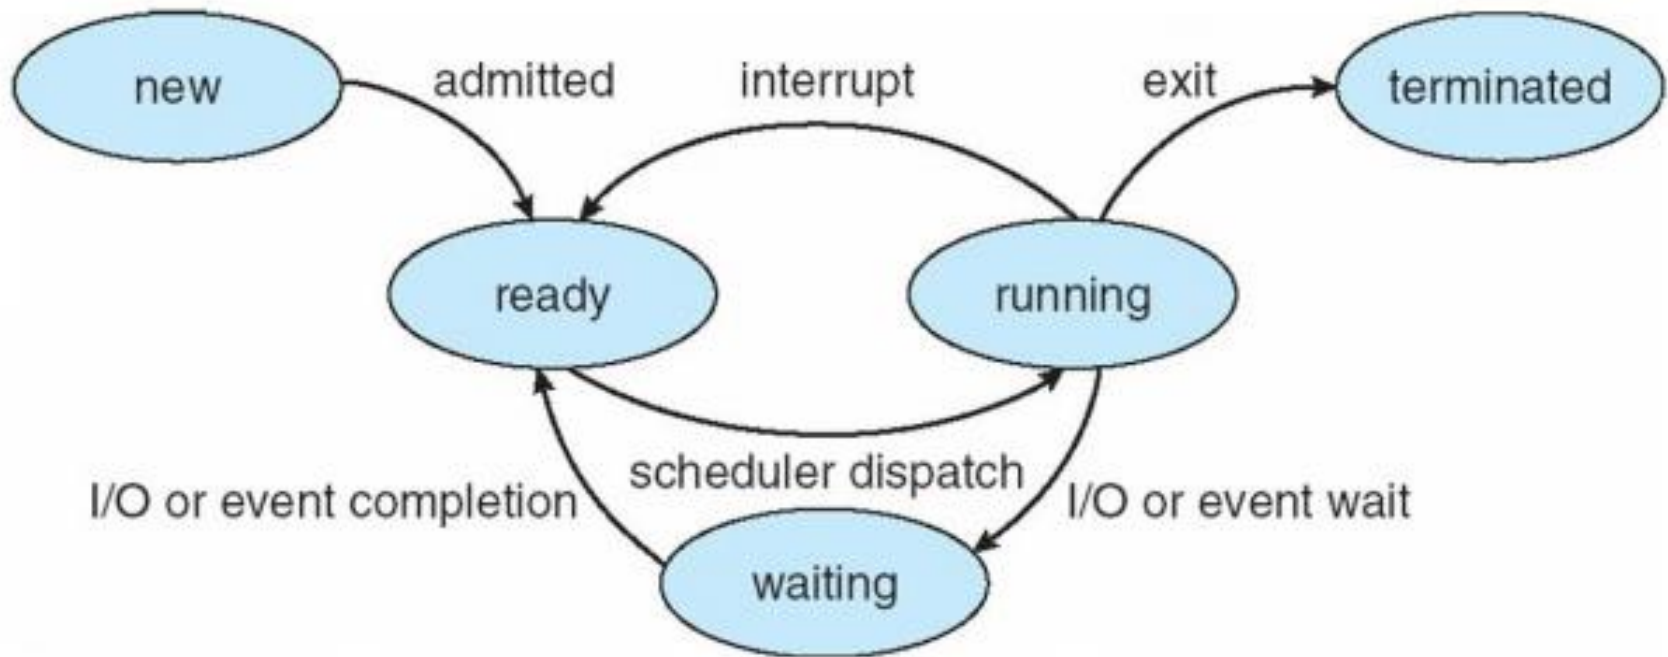 new
admitted
interrupt
exit
terminated
ready
running
scheduler dispatch
I/O or event completion
I/O or event wait
waiting